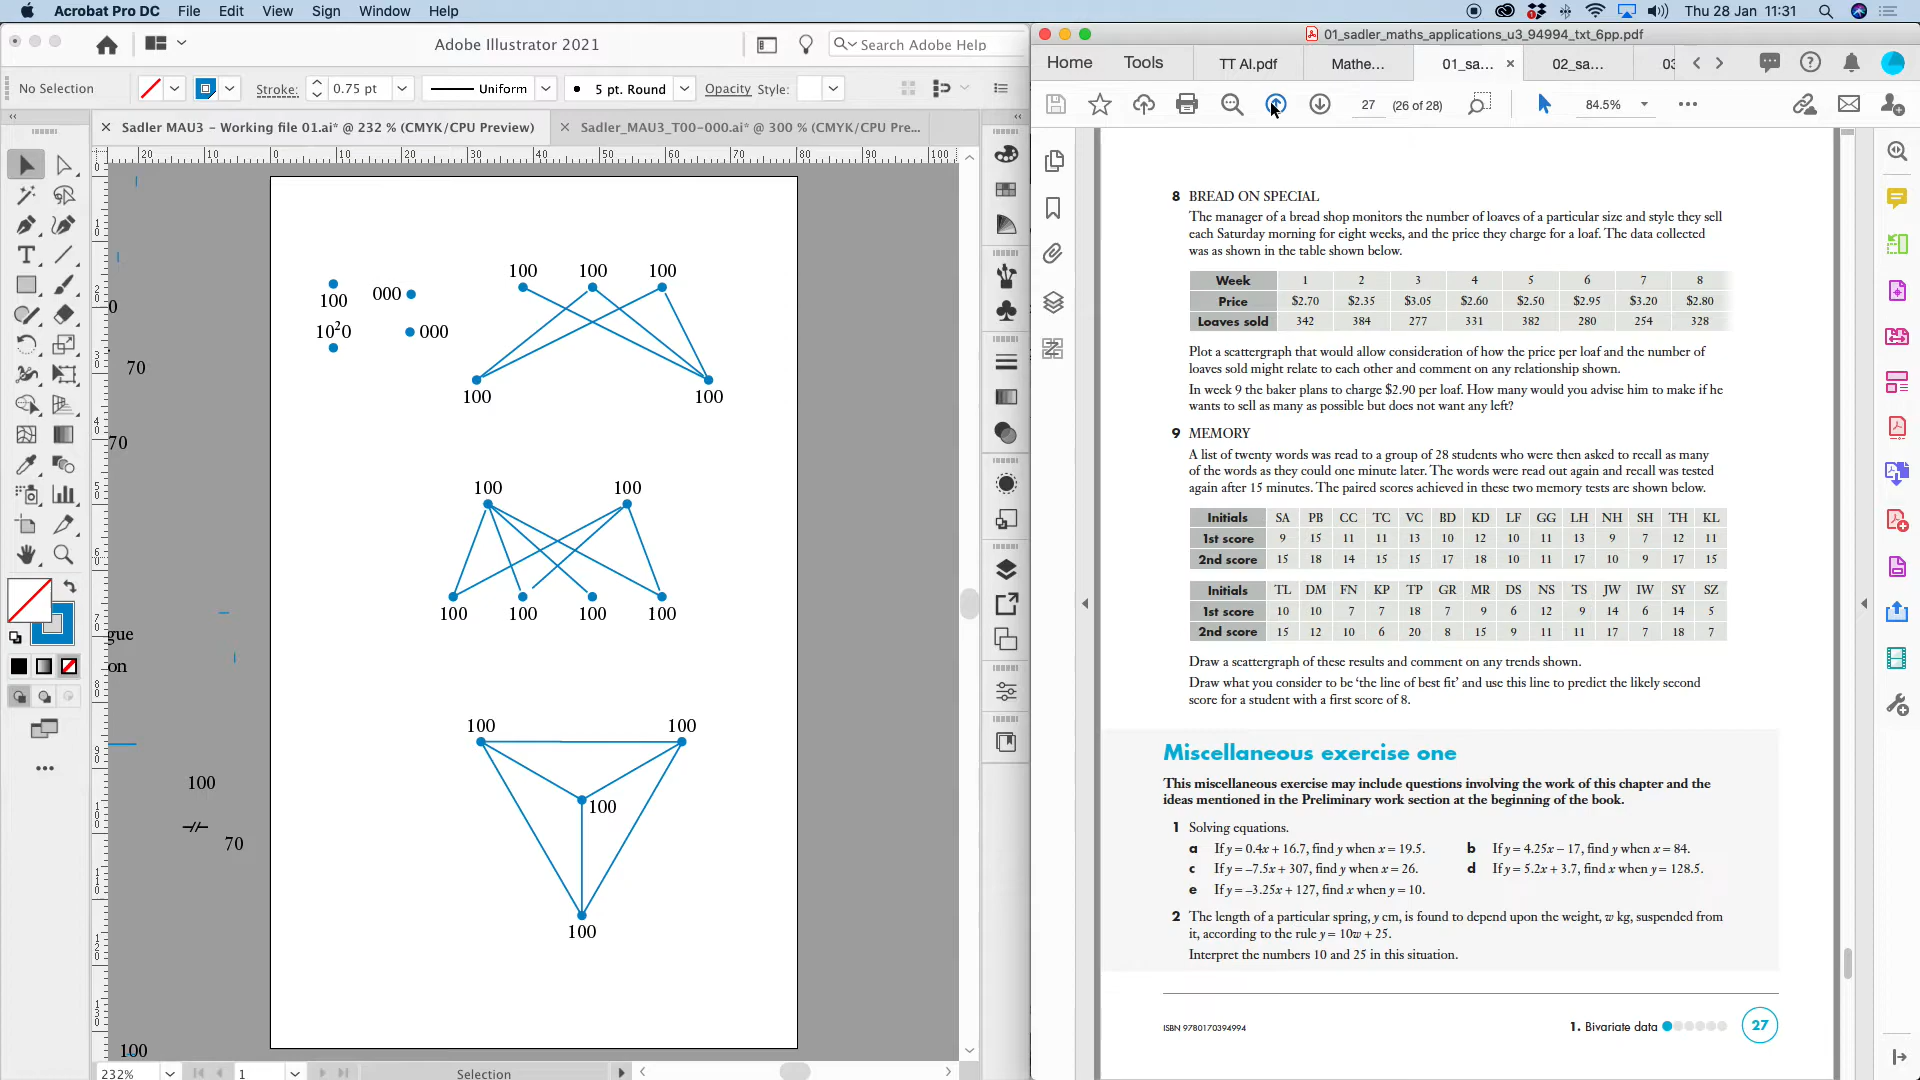 Acrobat Pro DC File Edit View Sign Window Help
Thu 28 Jan 11:31
Adobe Illustrator 2021
Search Adobe Help
No Selection
Stroke:
0.75 pt
Uniform
5 pt. Round
Opacity
Style:
Sadler MAU3 - Working file 01.ai* @ 232 % (CMYK/CPU Preview)
Sadler_MAU3_T00-000.ai* @ 300 % (CMYK/CPU Pre...
20 10 0 10 20 30 40 50 60 70 80 90 100
100 100 100
000
100
10²0
000
0
70
100 100
70
100 100
100 100 100 100
gue
on
100 100
100
100
70
100
100
232%
1
Selection
01_sadler_maths_applications_u3_94994_txt_6pp.pdf
Home
Tools
TT AI.pdf
Mathe...
01_sa...
02_sa...
03
27
(26 of 28)
84.5%
8 BREAD ON SPECIAL
The manager of a bread shop monitors the number of loaves of a particular size and style they sell
each Saturday morning for eight weeks, and the price they charge for a loaf. The data collected
was as shown in the table shown below.
Week 1 2 3 4 5 6 7 8
Price $2.70 $2.35 $3.05 $2.60 $2.50 $2.95 $3.20 $2.80
Loaves sold 342 384 277 331 382 280 254 328
Plot a scattergraph that would allow consideration of how the price per loaf and the number of
loaves sold might relate to each other and comment on any relationship shown.
In week 9 the baker plans to charge $2.90 per loaf. How many would you advise him to make if he
wants to sell as many as possible but does not want any left?
9 MEMORY
A list of twenty words was read to a group of 28 students who were then asked to recall as many
of the words as they could one minute later. The words were read out again and recall was tested
again after 15 minutes. The paired scores achieved in these two memory tests are shown below.
Initials SA PB CC TC VC BD KD LF GG LH NH SH TH KL
1st score 9 15 11 11 13 10 12 10 11 13 9 7 12 11
2nd score 15 18 14 15 15 17 18 10 11 17 10 9 17 15
Initials TL DM FN KP TP GR MR DS NS TS JW IW SY SZ
1st score 10 10 7 7 18 7 9 6 12 9 14 6 14 5
2nd score 15 12 10 6 20 8 15 9 11 11 17 7 18 7
Draw a scattergraph of these results and comment on any trends shown.
Draw what you consider to be ‘the line of best fit’ and use this line to predict the likely second
score for a student with a first score of 8.
Miscellaneous exercise one
This miscellaneous exercise may include questions involving the work of this chapter and the
ideas mentioned in the Preliminary work section at the beginning of the book.
1 Solving equations.
a If y = 0.4x + 16.7, find y when x = 19.5.
b If y = 4.25x – 17, find y when x = 84.
c If y = –7.5x + 307, find y when x = 26.
d If y = 5.2x + 3.7, find x when y = 128.5.
e If y = –3.25x + 127, find x when y = 10.
2 The length of a particular spring, y cm, is found to depend upon the weight, w kg, suspended from
it, according to the rule y = 10w + 25.
Interpret the numbers 10 and 25 in this situation.
ISBN 9780170394994
1. Bivariate data
27